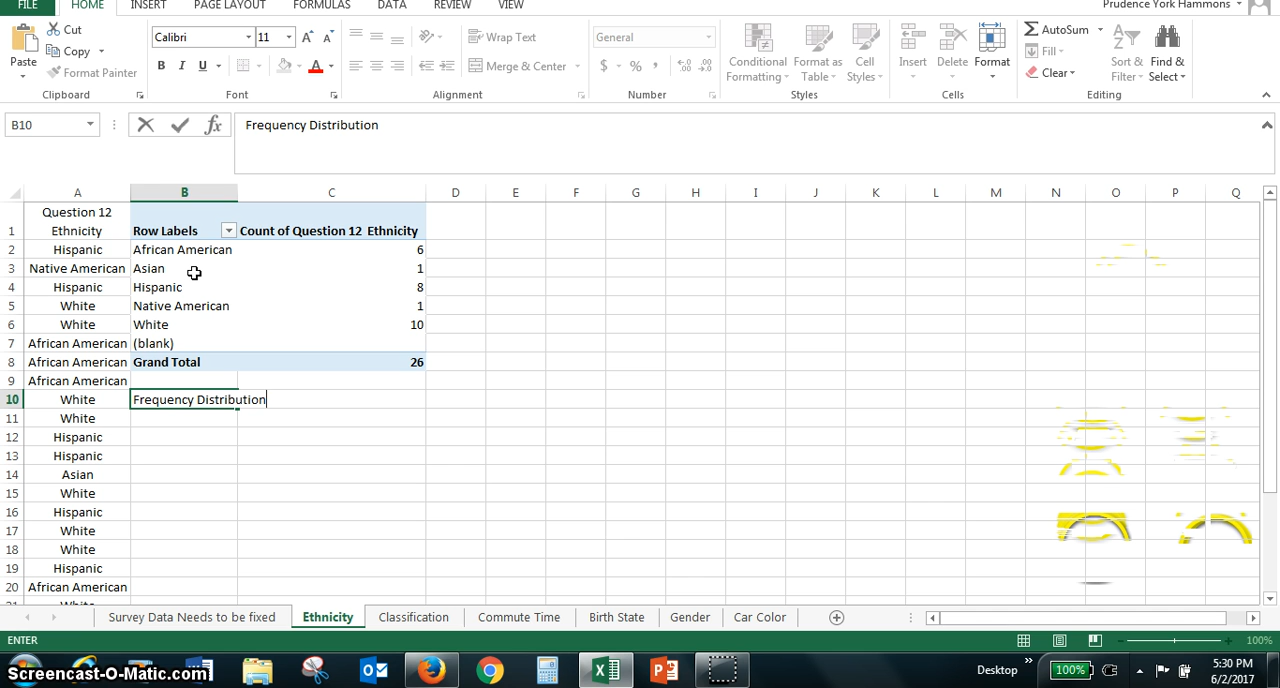 FILE HOME INSERT PAGE LAYOUT FORMULAS DATA REVIEW VIEW Prudence York Hammons
Paste
Cut
Copy
Format Painter
Clipboard
Calibri 11
B I U
Font
Wrap Text
Merge & Center
Alignment
General
$ % ,
Number
Conditional Formatting
Format as Table
Cell Styles
Styles
Insert Delete Format
Cells
AutoSum
Fill
Clear
Sort & Filter
Find & Select
Editing
B10 fx Frequency Distribution
A B C D E F G H I J K L M N O P Q
1 Question 12 Ethnicity Row Labels Count of Question 12 Ethnicity
2 Hispanic African American 6
3 Native American Asian 1
4 Hispanic Hispanic 8
5 White Native American 1
6 White White 10
7 African American (blank)
8 African American Grand Total 26
9 African American
10 White Frequency Distribution
11 White
12 Hispanic
13 Hispanic
14 Asian
15 White
16 Hispanic
17 White
18 White
19 Hispanic
20 African American
Survey Data Needs to be fixed Ethnicity Classification Commute Time Birth State Gender Car Color
ENTER 100%
Screencast-O-Matic.com
Desktop 100% 5:30 PM
6/2/2017